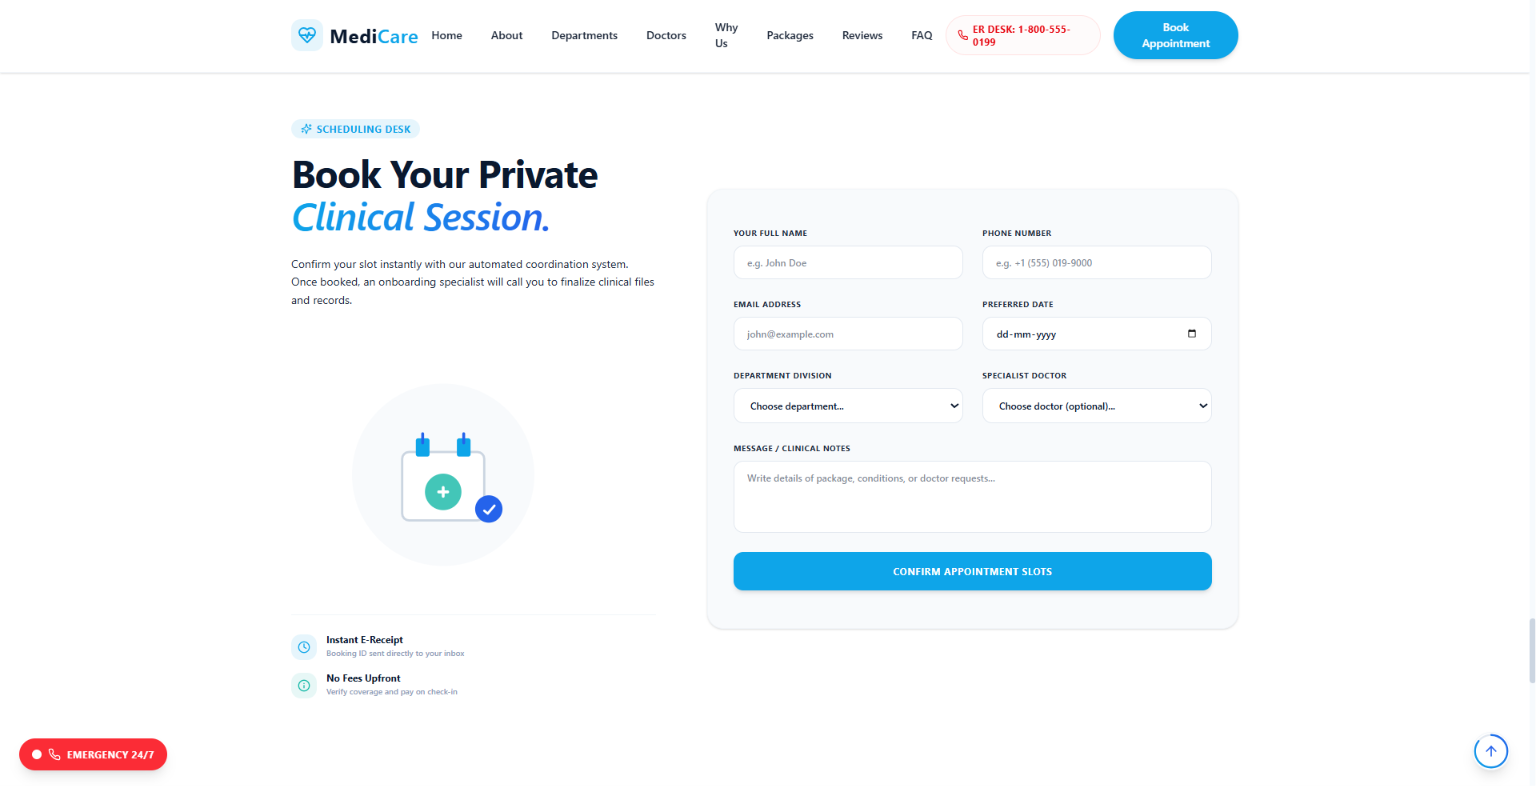 MediCare
Home
About
Departments
Doctors
Why
Us
Packages
Reviews
FAQ
ER DESK: 1-800-555-
0199
Book
Appointment
SCHEDULING DESK
Book Your Private
Clinical Session.
Confirm your slot instantly with our automated coordination system.
Once booked, an onboarding specialist will call you to finalize clinical files
and records.
YOUR FULL NAME
e.g. John Doe
PHONE NUMBER
e.g. +1 (555) 019-9000
EMAIL ADDRESS
john@example.com
PREFERRED DATE
dd-mm-yyyy
DEPARTMENT DIVISION
Choose department...
SPECIALIST DOCTOR
Choose doctor (optional)...
MESSAGE / CLINICAL NOTES
Write details of package, conditions, or doctor requests...
CONFIRM APPOINTMENT SLOTS
Instant E-Receipt
Booking ID sent directly to your inbox
No Fees Upfront
Verify coverage and pay on check-in
EMERGENCY 24/7